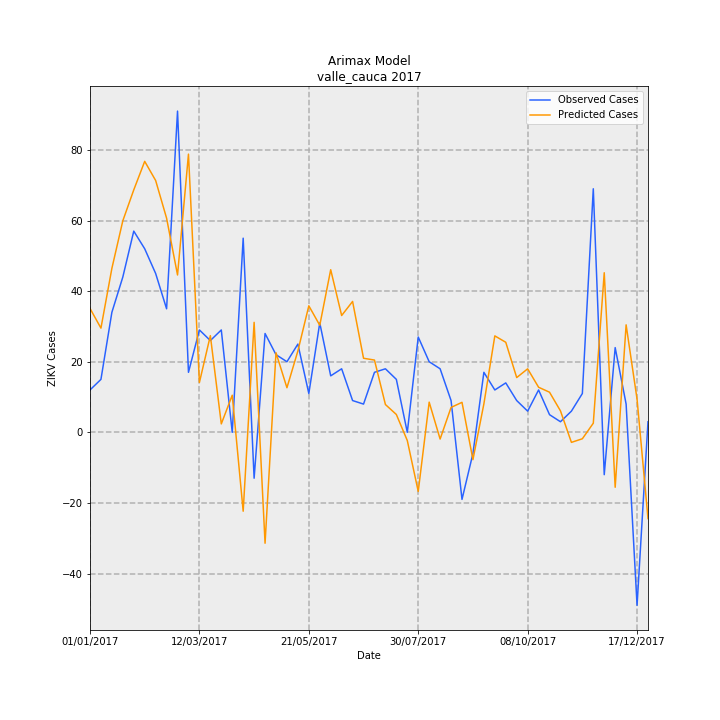 Arimax Model
valle_cauca 2017
Observed Cases
Predicted Cases
80
60
40
20
0
−20
−40
ZIKV Cases
01/01/2017
12/03/2017
21/05/2017
30/07/2017
08/10/2017
17/12/2017
Date